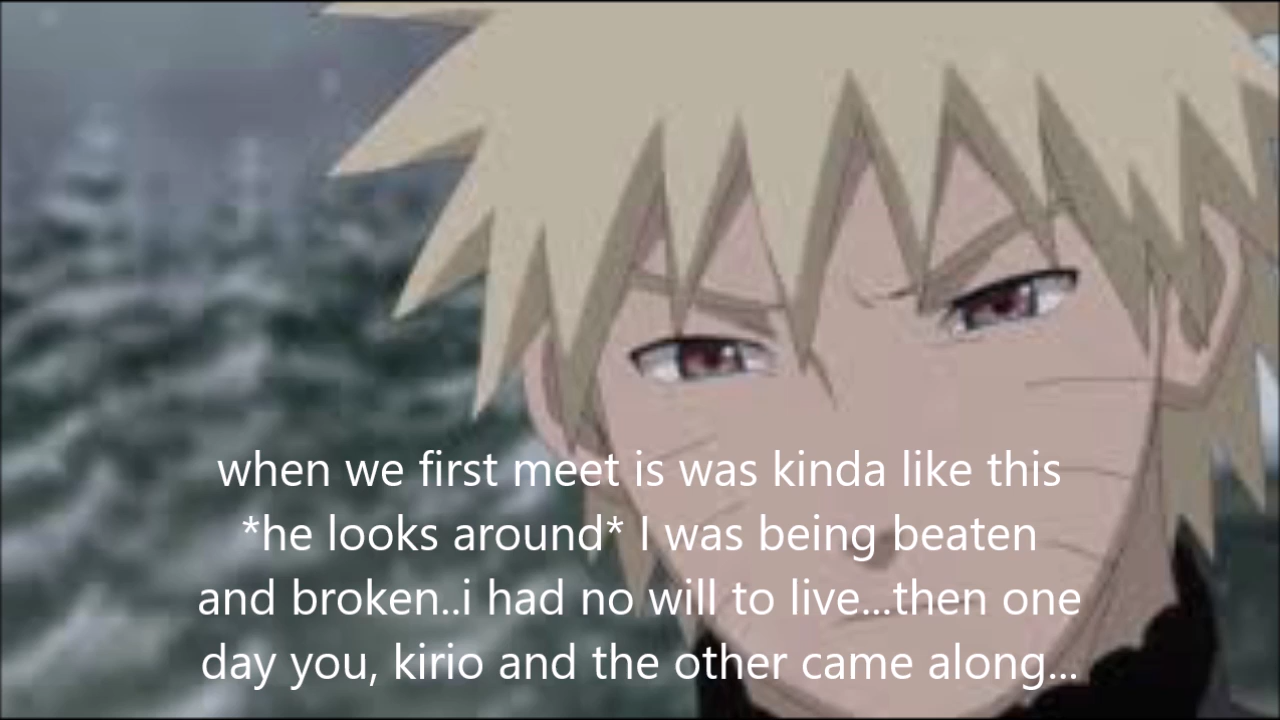 when we first meet is was kinda like this
*he looks around* I was being beaten
and broken..i had no will to live...then one
day you, kirio and the other came along...